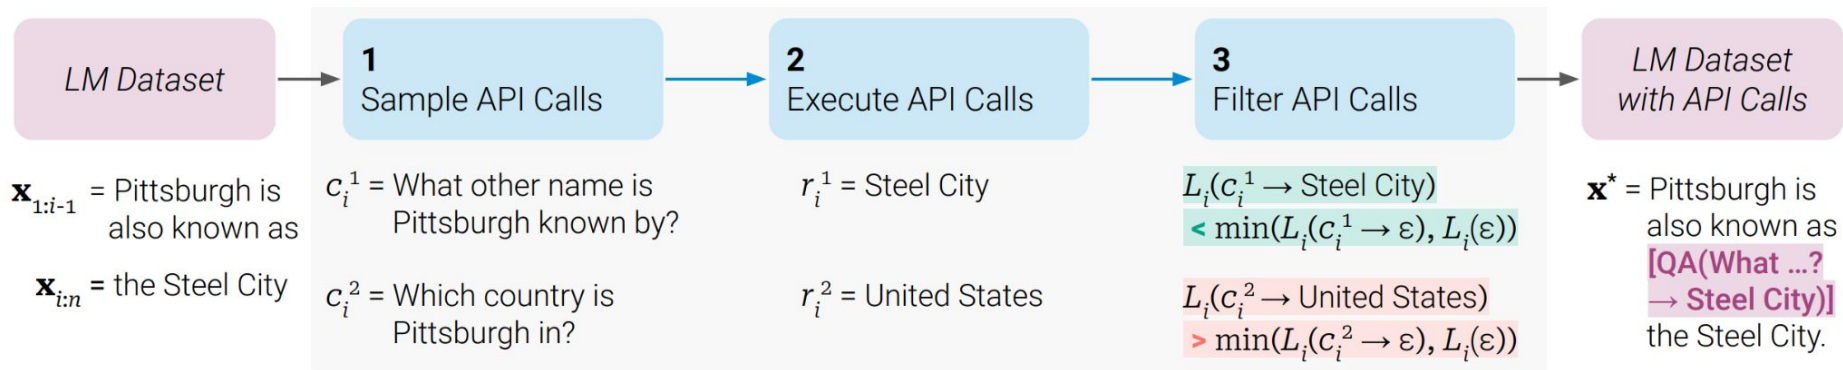 LM Dataset
1
Sample API Calls
2
Execute API Calls
3
Filter API Calls
LM Dataset
with API Calls
x₁:ᵢ₋₁ = Pittsburgh is
also known as
xᵢ:ₙ = the Steel City
cᵢ¹ = What other name is
Pittsburgh known by?
cᵢ² = Which country is
Pittsburgh in?
rᵢ¹ = Steel City
rᵢ² = United States
Lᵢ(cᵢ¹ → Steel City)
< min(Lᵢ(cᵢ¹ → ε), Lᵢ(ε))
Lᵢ(cᵢ² → United States)
> min(Lᵢ(cᵢ² → ε), Lᵢ(ε))
x* = Pittsburgh is
also known as
[QA(What ...?
→ Steel City)]
the Steel City.